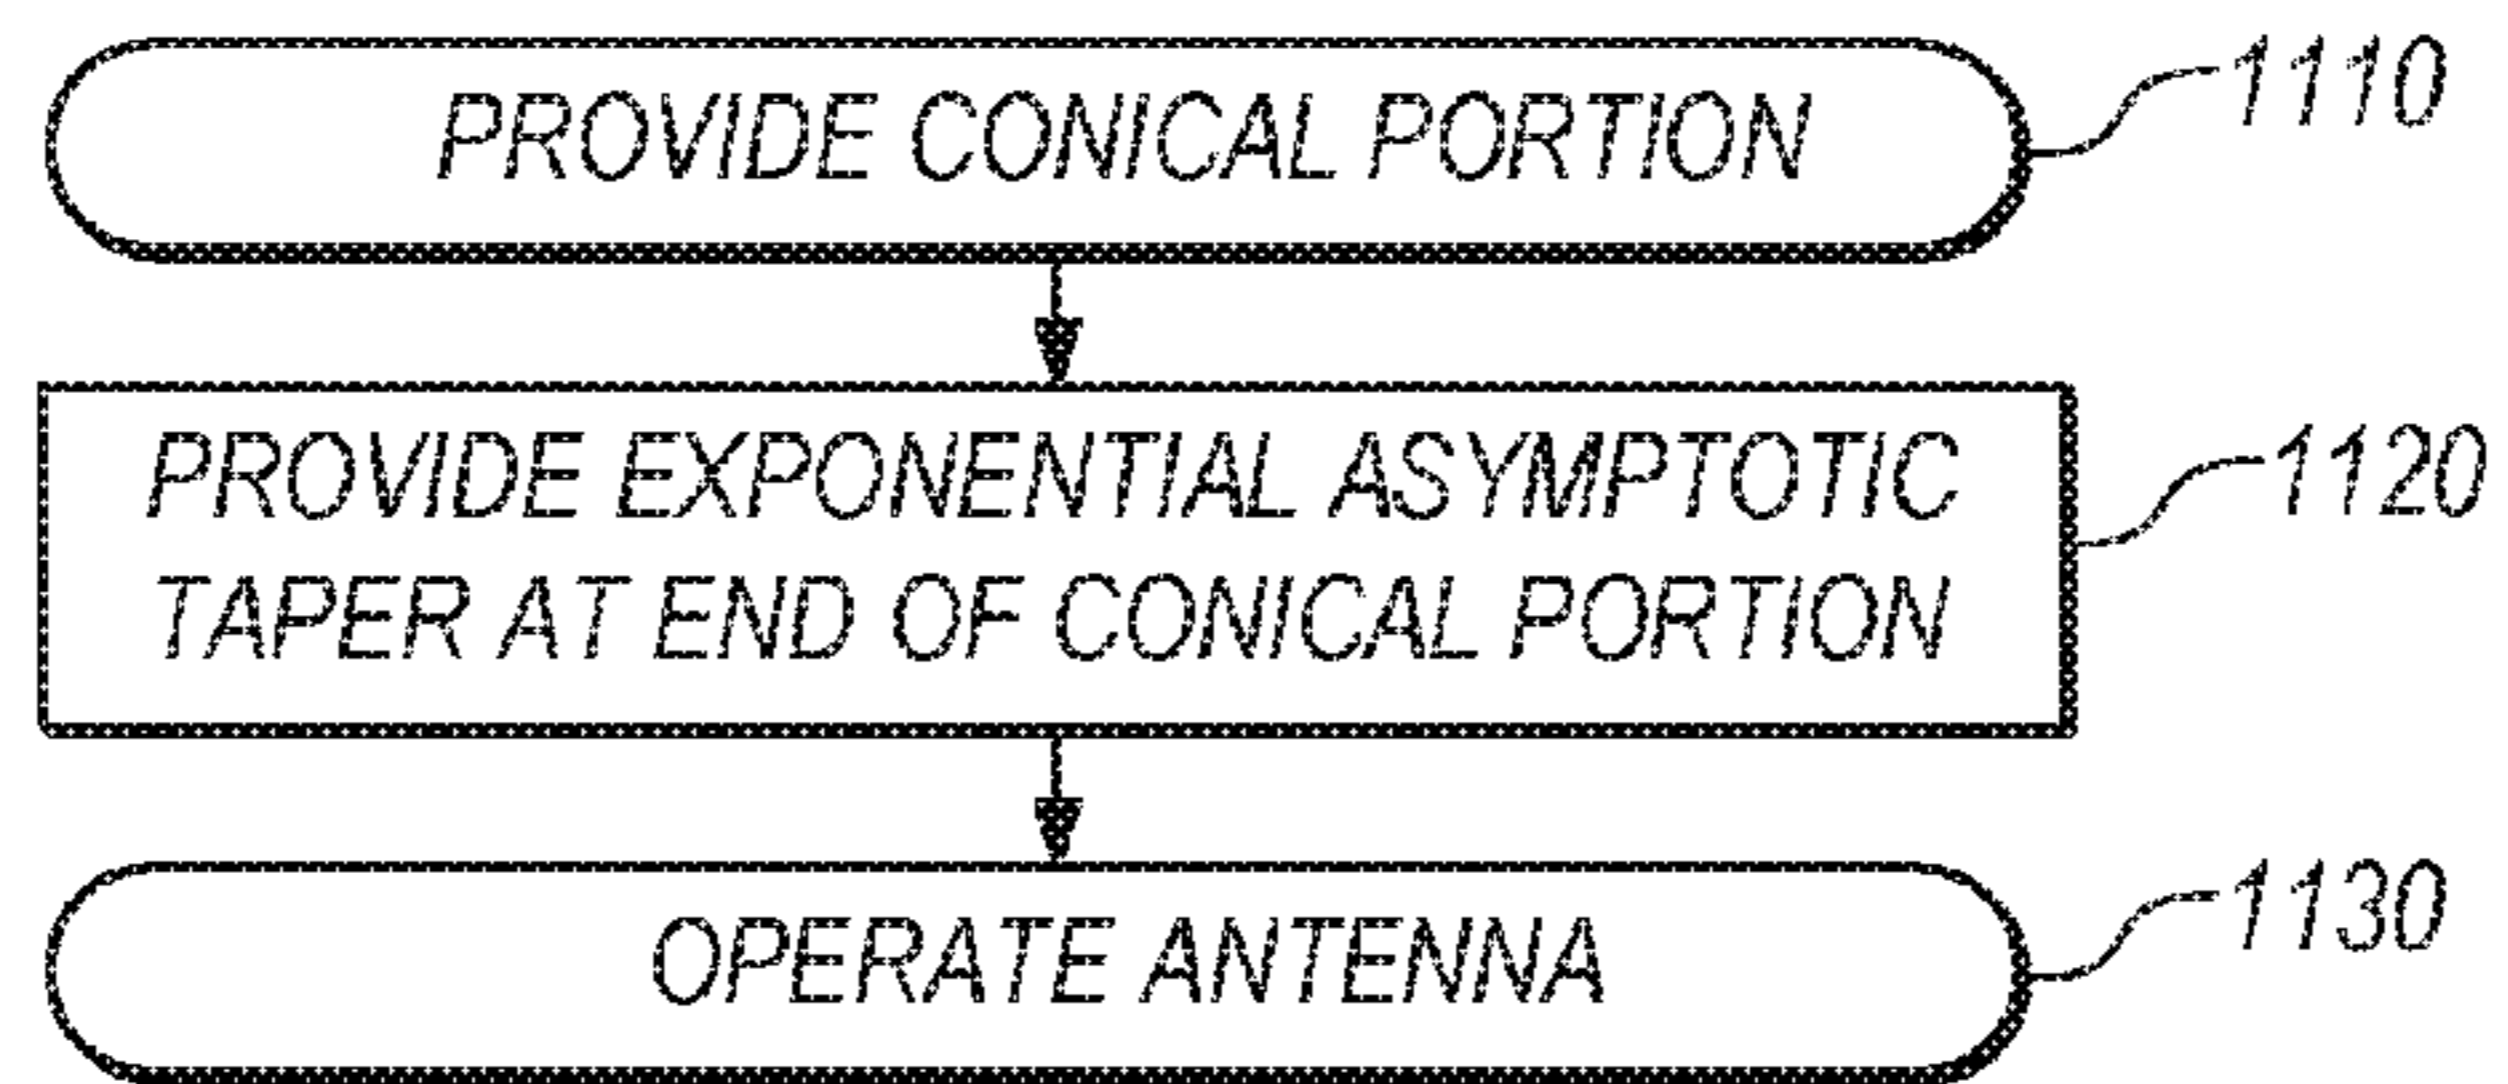 PROVIDE CONICAL PORTION
1110
PROVIDE EXPONENTIAL ASYMPTOTIC
TAPER AT END OF CONICAL PORTION
1120
OPERATE ANTENNA
1130